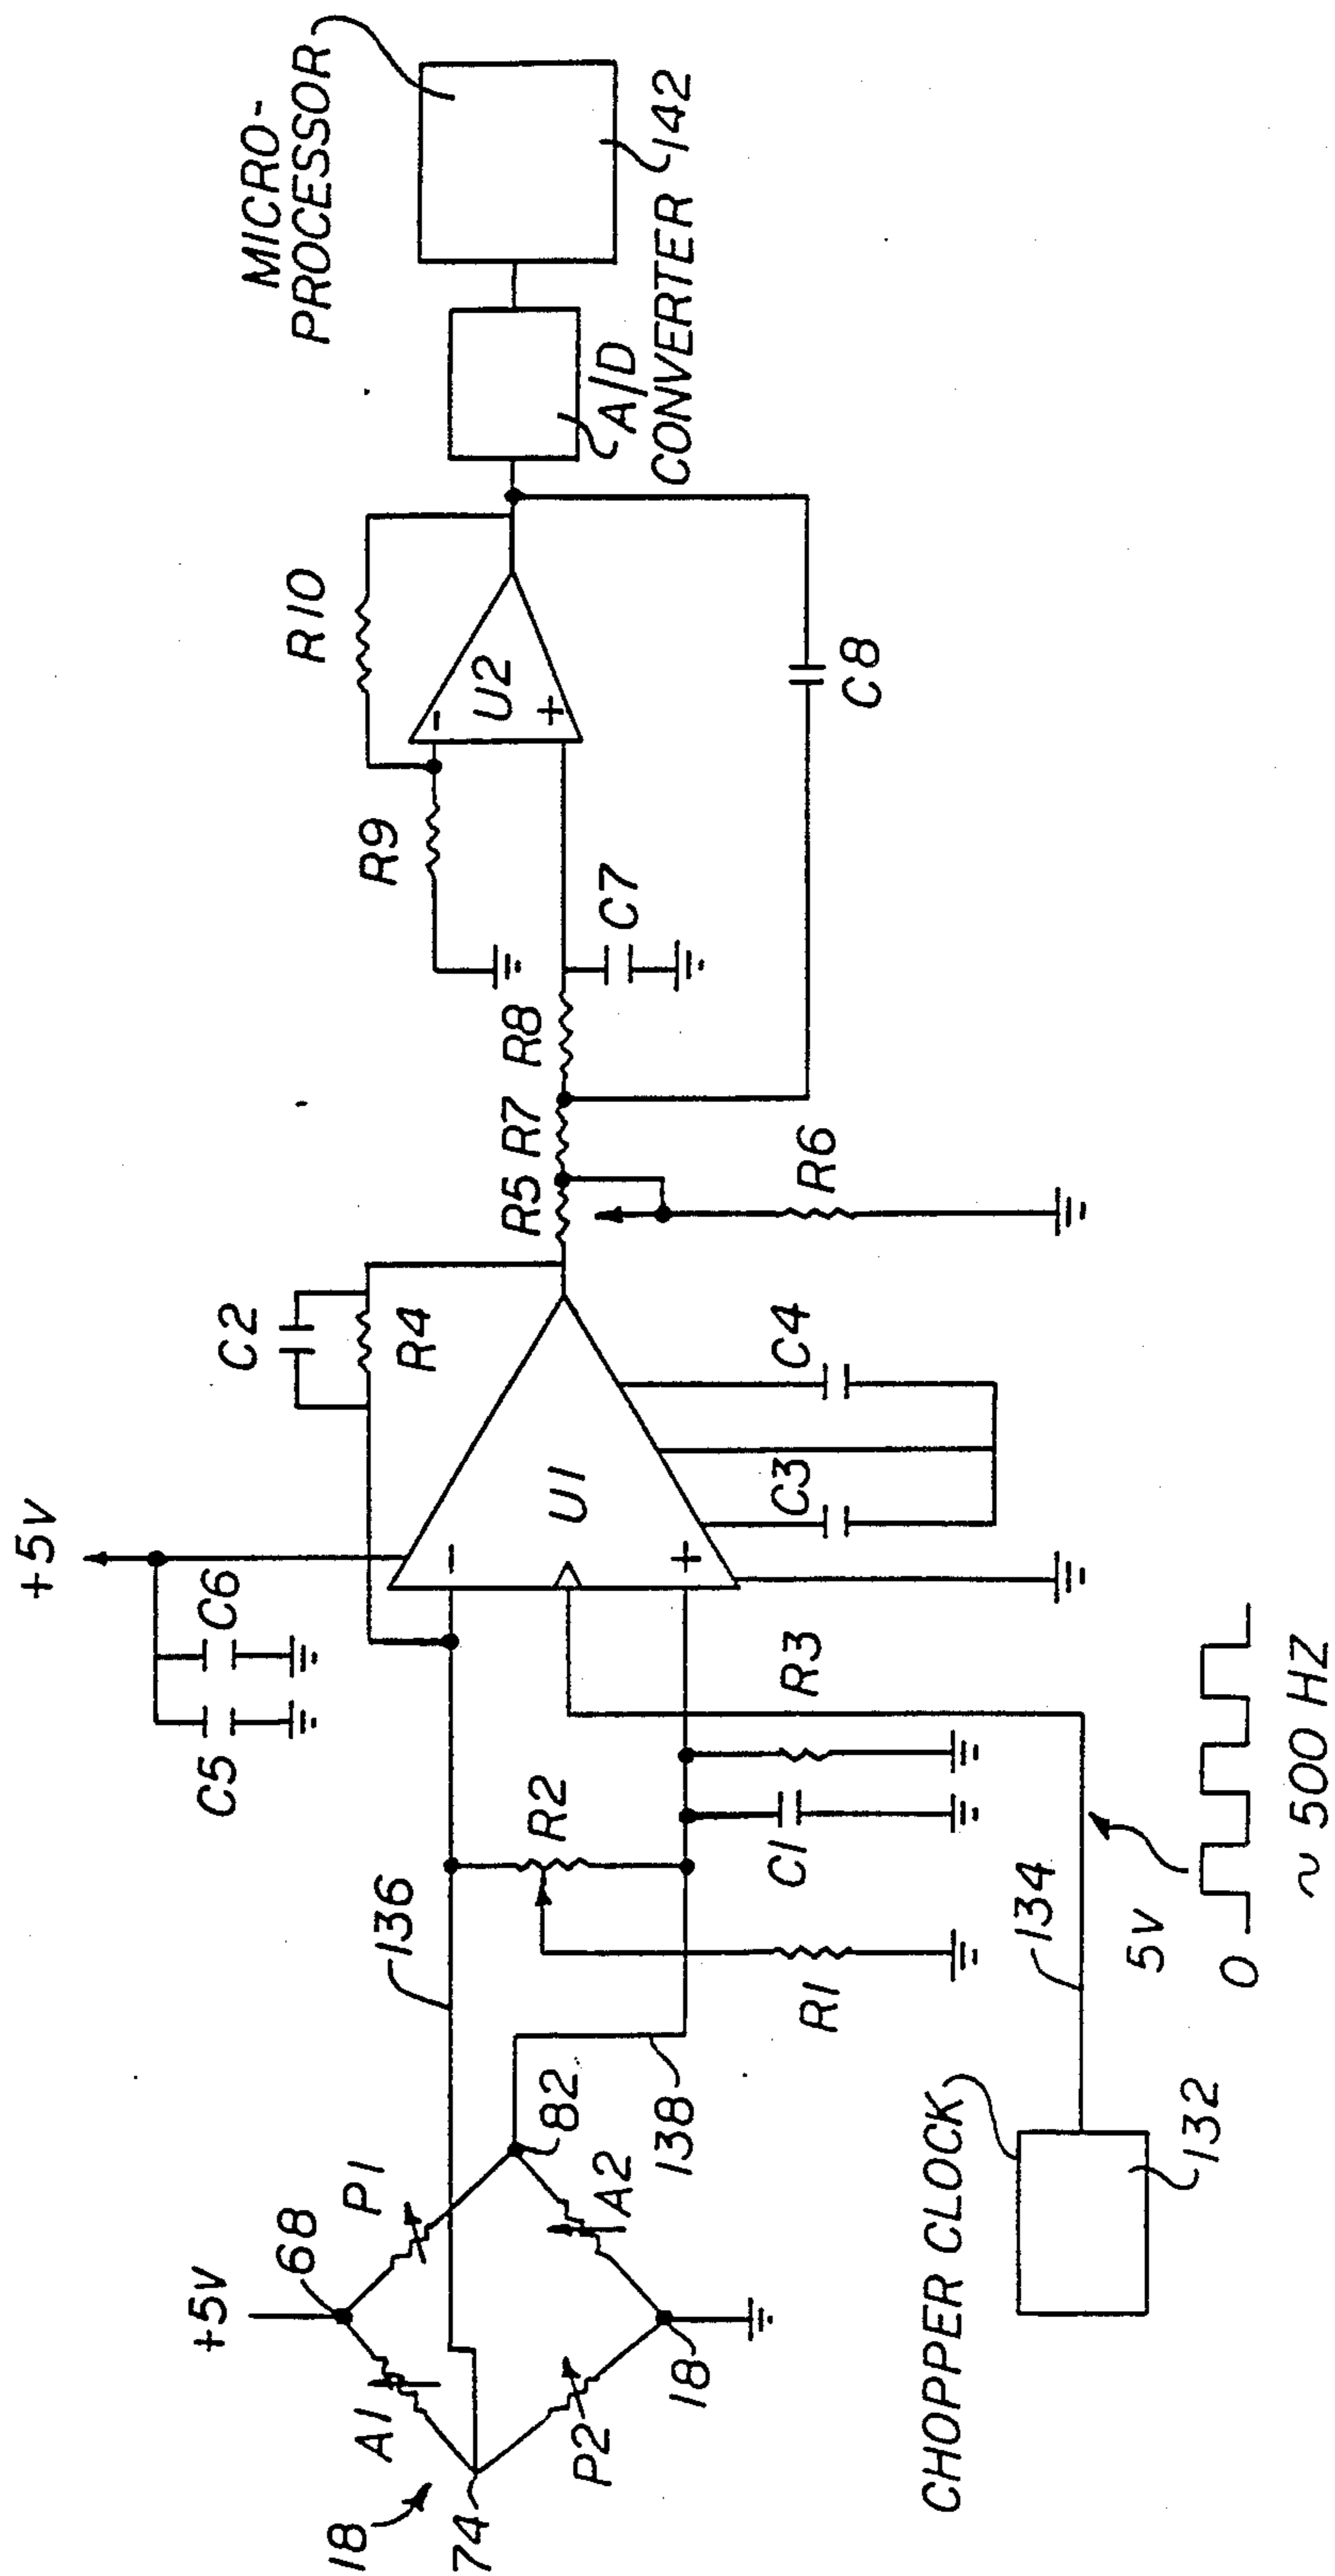 +5V
68
P1
A1
18
74
P2
18
A2
82
138
136
R2
R1
C1
R3
CHOPPER CLOCK
132
134
5V
0
~ 500 HZ
+5V
C5
C6
U1
-
+
C2
R4
C3
C4
R5
R7
R8
R6
C7
R9
R10
U2
-
+
C8
A/D
CONVERTER
MICRO-
PROCESSOR
142